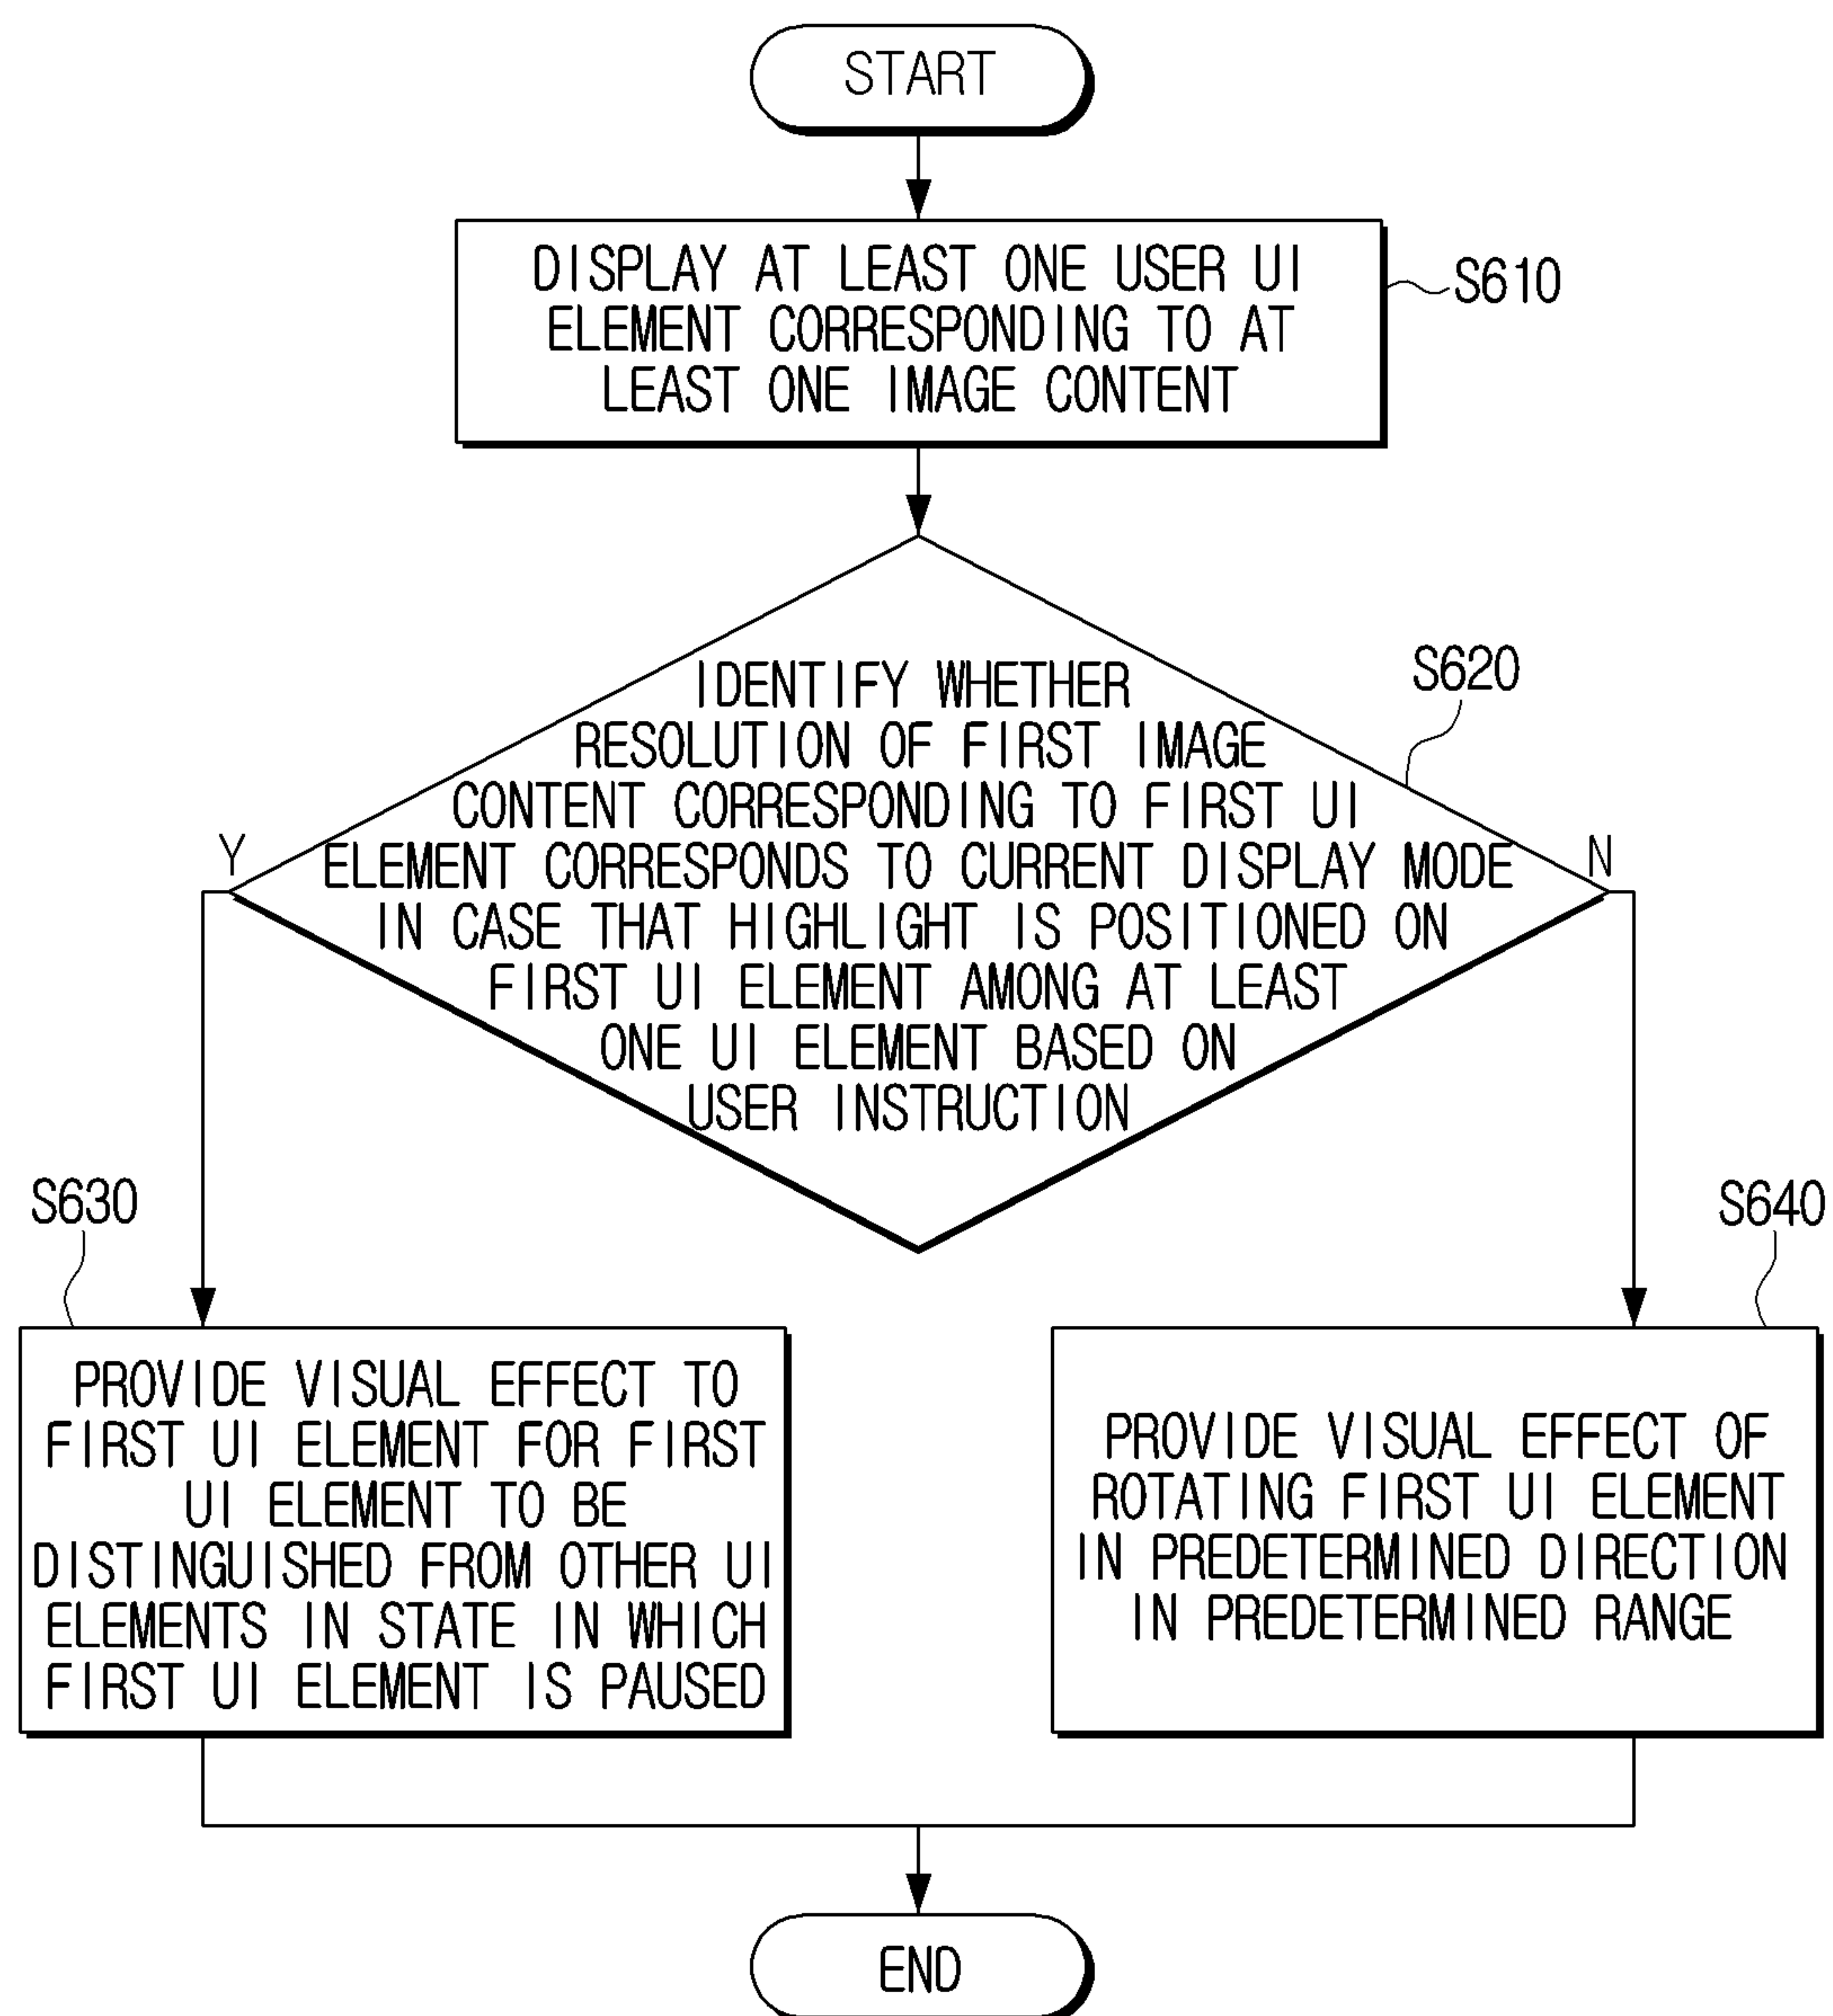 START
DISPLAY AT LEAST ONE USER UI
ELEMENT CORRESPONDING TO AT
LEAST ONE IMAGE CONTENT
S610
IDENTIFY WHETHER
RESOLUTION OF FIRST IMAGE
CONTENT CORRESPONDING TO FIRST UI
ELEMENT CORRESPONDS TO CURRENT DISPLAY MODE
IN CASE THAT HIGHLIGHT IS POSITIONED ON
FIRST UI ELEMENT AMONG AT LEAST
ONE UI ELEMENT BASED ON
USER INSTRUCTION
S620
Y
N
S630
PROVIDE VISUAL EFFECT TO
FIRST UI ELEMENT FOR FIRST
UI ELEMENT TO BE
DISTINGUISHED FROM OTHER UI
ELEMENTS IN STATE IN WHICH
FIRST UI ELEMENT IS PAUSED
S640
PROVIDE VISUAL EFFECT OF
ROTATING FIRST UI ELEMENT
IN PREDETERMINED DIRECTION
IN PREDETERMINED RANGE
END